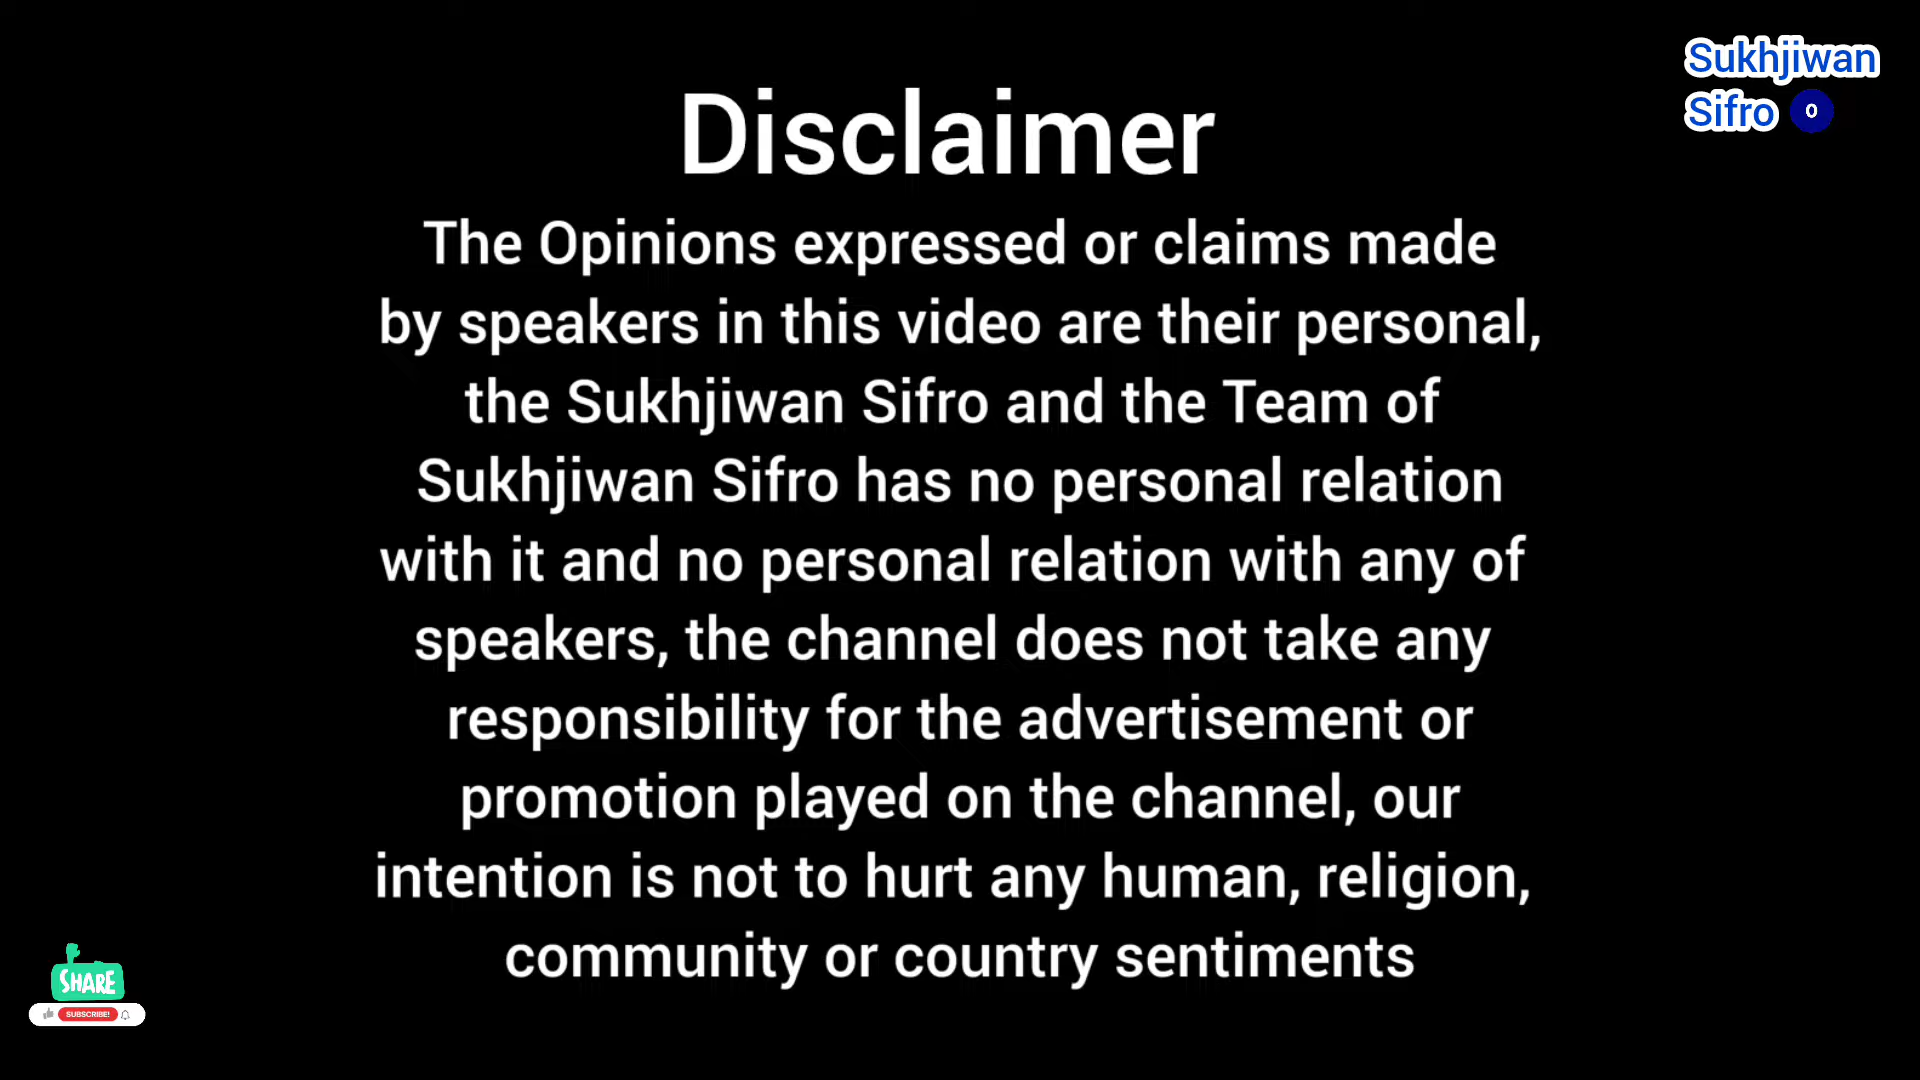 Sukhjiwan
Sifro 0
Disclaimer
The Opinions expressed or claims made
by speakers in this video are their personal,
the Sukhjiwan Sifro and the Team of
Sukhjiwan Sifro has no personal relation
with it and no personal relation with any of
speakers, the channel does not take any
responsibility for the advertisement or
promotion played on the channel, our
intention is not to hurt any human, religion,
community or country sentiments
SHARE
SUBSCRIBE!